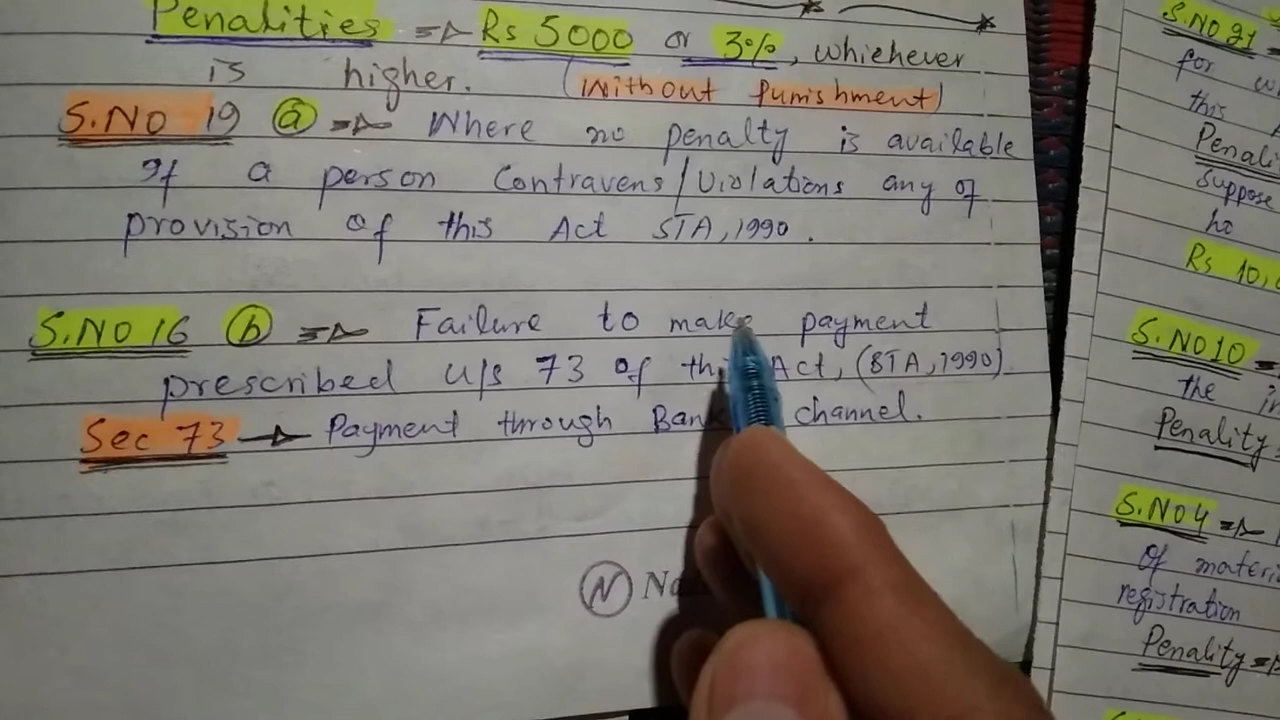 Penalities => Rs 5000 or 3%, whichever
is higher. (Without Punishment)
S.NO 19 (a) => Where no penalty is available
If a person Contravens/Violations any of
provision of this Act STA,1990.
S.NO 16 (b) => Failure to make payment
prescribed u/s 73 of this Act, (STA,1990).
Sec 73 -> Payment through Bank channel.
N
S.NO 21 =
for
this
Penali
Suppose
Rs 10,
S.NO 10 =
the in
Penality =
S.NO 4 =>
of materi
registration
Penality =